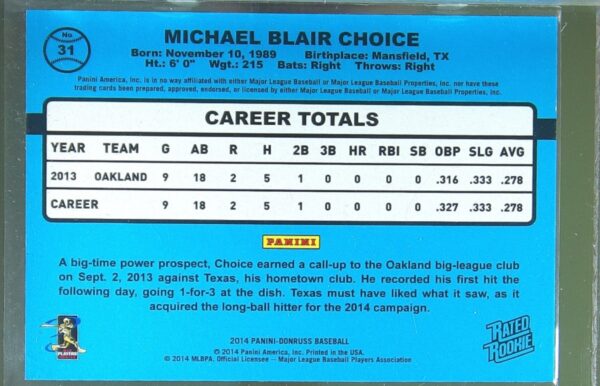 No.
31
MICHAEL BLAIR CHOICE
Born: November 10, 1989 Birthplace: Mansfield, TX
Ht.: 6' 0" Wgt.: 215 Bats: Right Throws: Right
Panini America, Inc. is in no way affiliated with either Major League Baseball or Major League Baseball Properties, Inc. nor have these
trading cards been prepared, approved, endorsed, or licensed by either Major League Baseball or Major League Baseball Properties, Inc.
CAREER TOTALS
YEAR TEAM G AB R H 2B 3B HR RBI SB OBP SLG AVG
2013 OAKLAND 9 18 2 5 1 0 0 0 0 .316 .333 .278
CAREER 9 18 2 5 1 0 0 0 0 .327 .333 .278
PANINI
A big-time power prospect, Choice earned a call-up to the Oakland big-league club
on Sept. 2, 2013 against Texas, his hometown club. He recorded his first hit the
following day, going 1-for-3 at the dish. Texas must have liked what it saw, as it
acquired the long-ball hitter for the 2014 campaign.
2014 PANINI-DONRUSS BASEBALL
© 2014 Panini America, Inc. Printed in the USA.
© 2014 MLBPA. Official Licensee – Major League Baseball Players Association
PLAYERS
RATED
ROOKIE